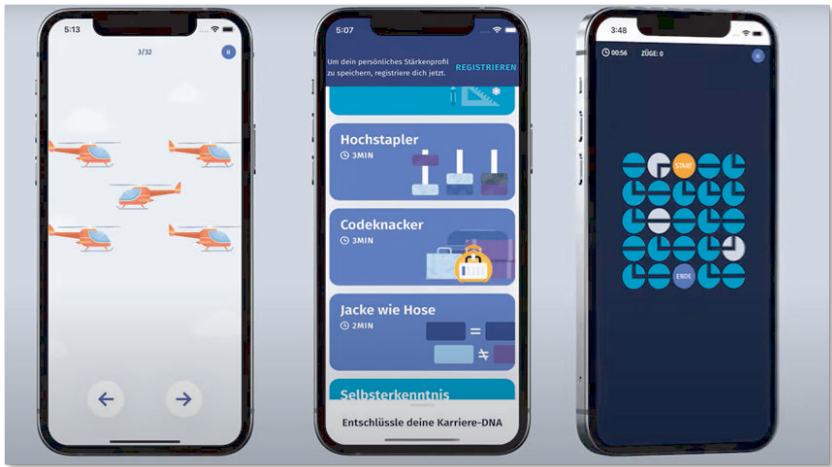 5:13
3/32
5:07
Um dein persönliches Stärkenprofil
zu speichern, registriere dich jetzt.
REGISTRIEREN
Hochstapler
3MIN
Codeknacker
3MIN
Jacke wie Hose
2MIN
=
≠
Selbsterkenntnis
Entschlüssle deine Karriere-DNA
3:48
00:56 ZÜGE: 0
START
ENDE